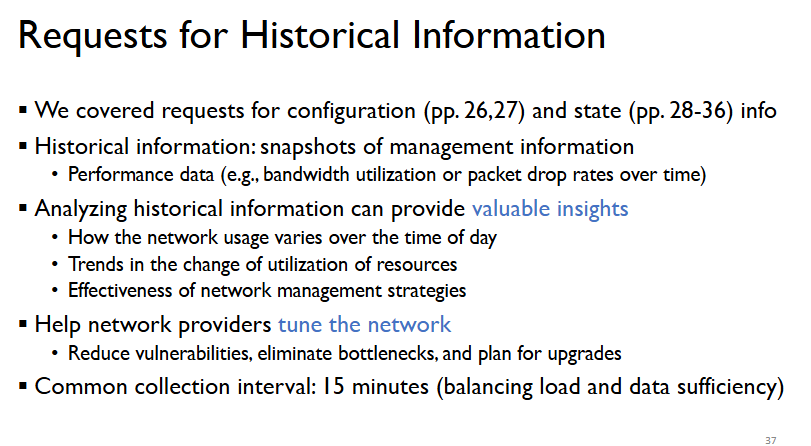 Requests for Historical Information
▪ We covered requests for configuration (pp. 26,27) and state (pp. 28-36) info
▪ Historical information: snapshots of management information
• Performance data (e.g., bandwidth utilization or packet drop rates over time)
▪ Analyzing historical information can provide valuable insights
• How the network usage varies over the time of day
• Trends in the change of utilization of resources
• Effectiveness of network management strategies
▪ Help network providers tune the network
• Reduce vulnerabilities, eliminate bottlenecks, and plan for upgrades
▪ Common collection interval: 15 minutes (balancing load and data sufficiency)
37